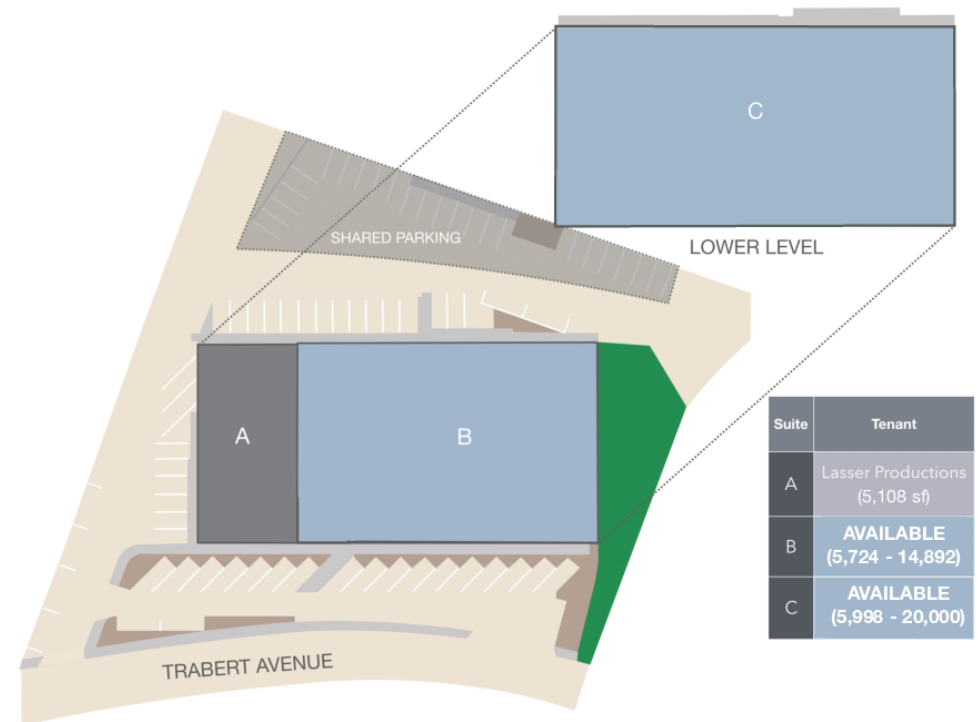 C
SHARED PARKING
LOWER LEVEL
A
B
TRABERT AVENUE
Suite Tenant
A Lasser Productions
(5,108 sf)
B AVAILABLE
(5,724 - 14,892)
C AVAILABLE
(5,998 - 20,000)